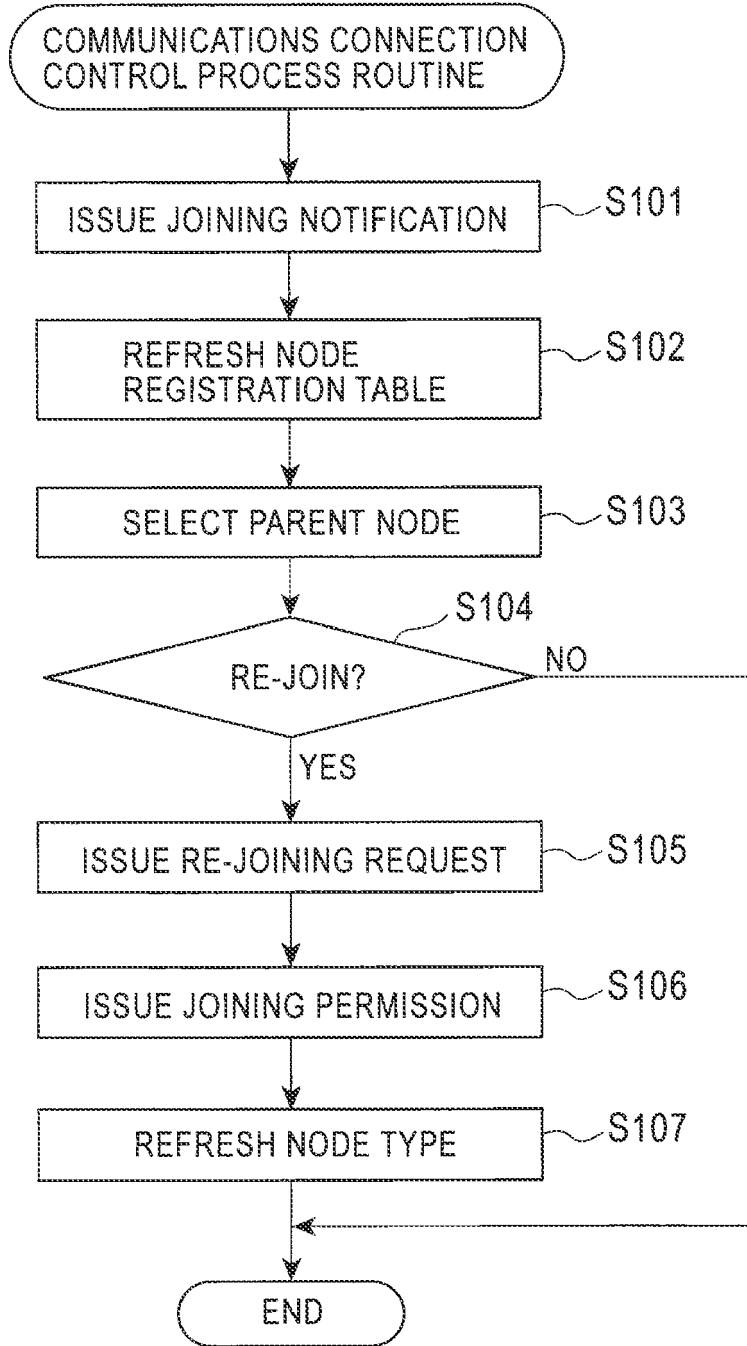 COMMUNICATIONS CONNECTION
CONTROL PROCESS ROUTINE
ISSUE JOINING NOTIFICATION
S101
REFRESH NODE
REGISTRATION TABLE
S102
SELECT PARENT NODE
S103
S104
RE-JOIN?
NO
YES
ISSUE RE-JOINING REQUEST
S105
ISSUE JOINING PERMISSION
S106
REFRESH NODE TYPE
S107
END